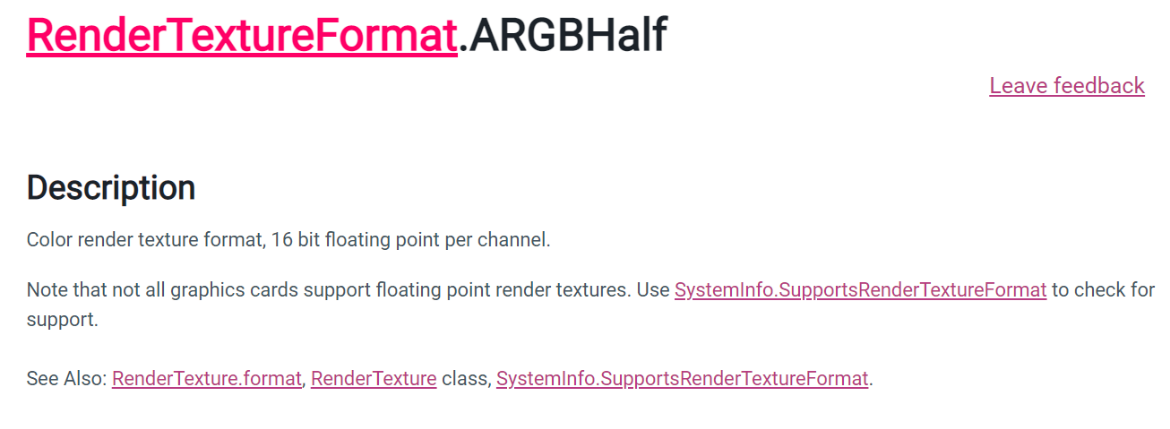 RenderTextureFormat.ARGBHalf
Leave feedback
Description
Color render texture format, 16 bit floating point per channel.
Note that not all graphics cards support floating point render textures. Use SystemInfo.SupportsRenderTextureFormat to check for
support.
See Also: RenderTexture.format, RenderTexture class, SystemInfo.SupportsRenderTextureFormat.